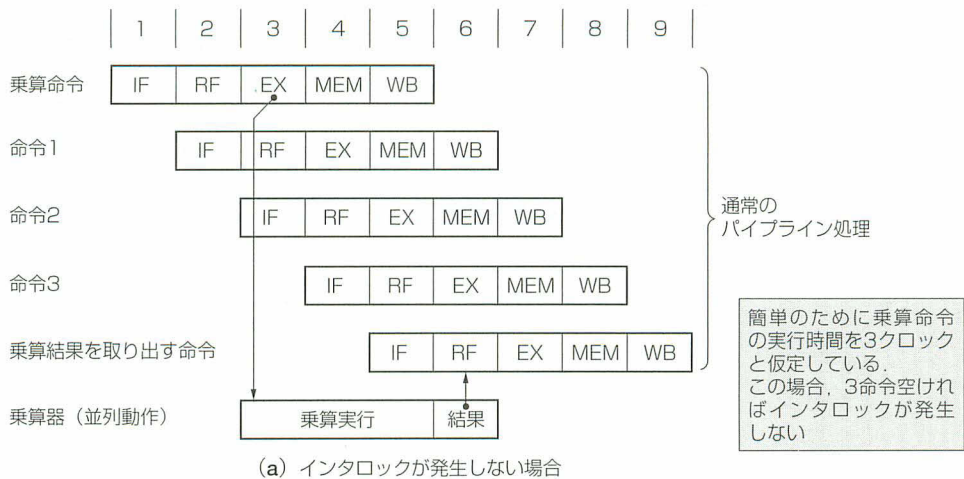 1 2 3 4 5 6 7 8 9
乗算命令 IF RF EX MEM WB
命令1 IF RF EX MEM WB
命令2 IF RF EX MEM WB
命令3 IF RF EX MEM WB
乗算結果を取り出す命令 IF RF EX MEM WB
乗算器（並列動作） 乗算実行 結果
通常の
パイプライン処理
簡単のために乗算命令
の実行時間を3クロック
と仮定している．
この場合，3命令空けれ
ばインタロックが発生
しない
(a) インタロックが発生しない場合